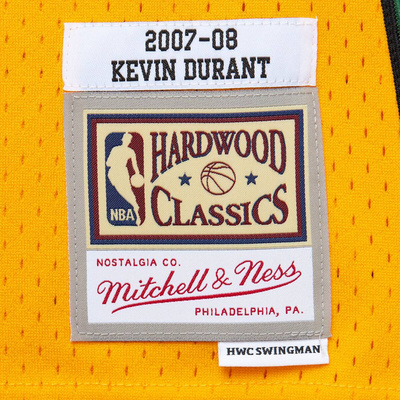 2007-08
KEVIN DURANT
HARDWOOD
NBA
CLASSICS
NOSTALGIA CO.
Mitchell & Ness
PHILADELPHIA, PA.
HWC SWINGMAN